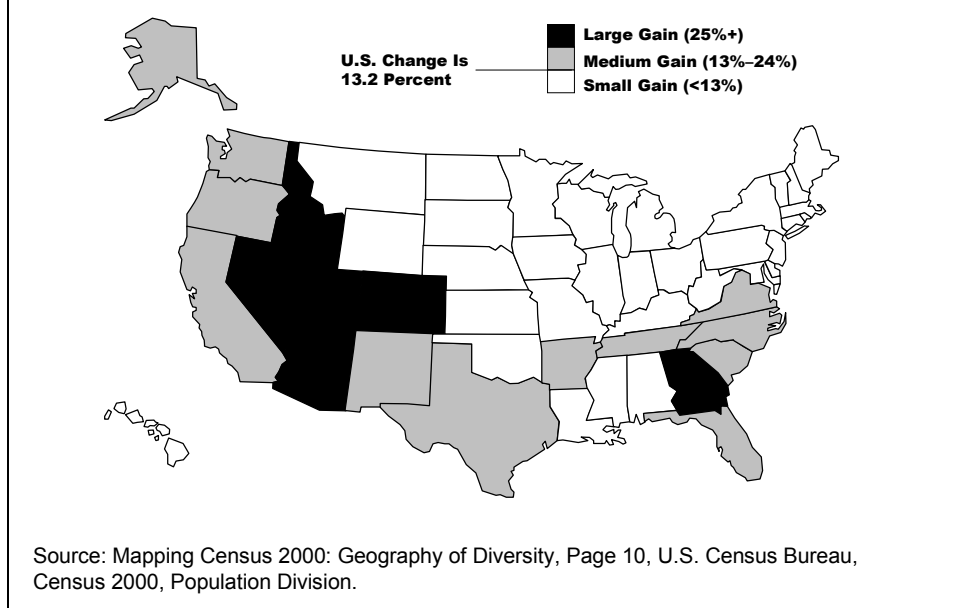 U.S. Change Is
13.2 Percent
Large Gain (25%+)
Medium Gain (13%–24%)
Small Gain (<13%)
Source: Mapping Census 2000: Geography of Diversity, Page 10, U.S. Census Bureau,
Census 2000, Population Division.